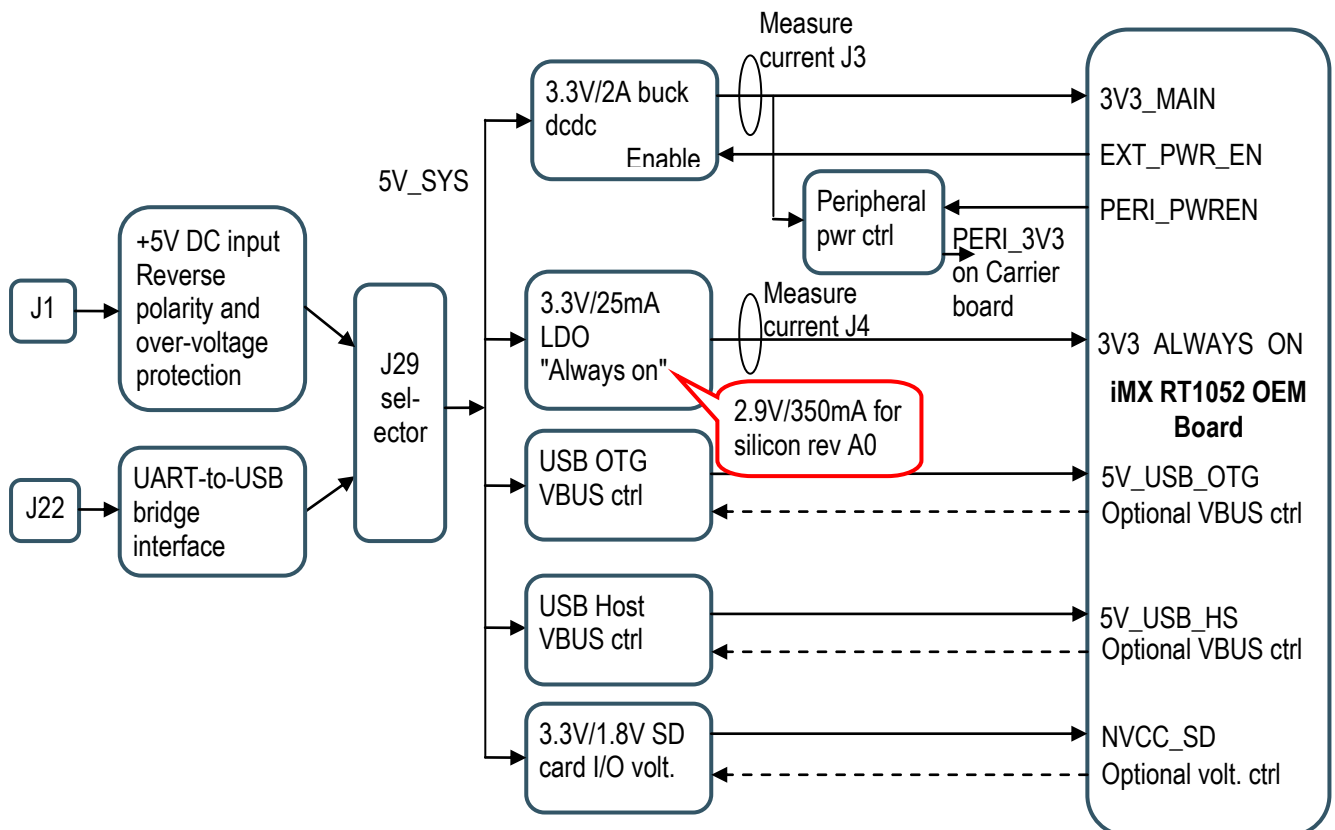 Measure
current J3
3.3V/2A buck
dcdc
Enable
3V3_MAIN
EXT_PWR_EN
5V_SYS
Peripheral
pwr ctrl
PERI_PWREN
PERI_3V3
on Carrier
board
+5V DC input
Reverse
polarity and
over-voltage
protection
J1
J29
sel-
ector
3.3V/25mA
LDO
"Always on"
Measure
current J4
3V3 ALWAYS ON
iMX RT1052 OEM
Board
2.9V/350mA for
silicon rev A0
J22
UART-to-USB
bridge
interface
USB OTG
VBUS ctrl
5V_USB_OTG
Optional VBUS ctrl
USB Host
VBUS ctrl
5V_USB_HS
Optional VBUS ctrl
3.3V/1.8V SD
card I/O volt.
NVCC_SD
Optional volt. ctrl